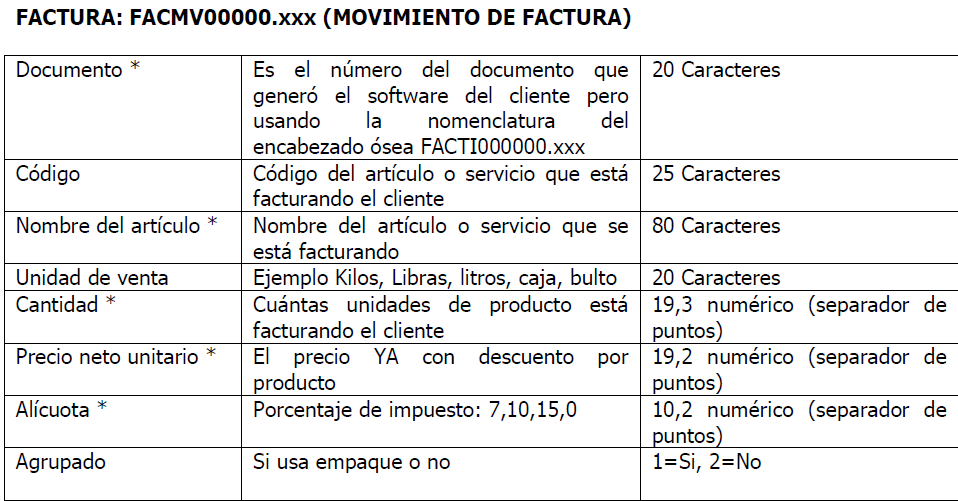 FACTURA: FACMV00000.xxx (MOVIMIENTO DE FACTURA)
Documento *
Es el número del documento que
generó el software del cliente pero
usando la nomenclatura del
encabezado ósea FACTI000000.xxx
20 Caracteres
Código
Código del artículo o servicio que está
facturando el cliente
25 Caracteres
Nombre del artículo *
Nombre del artículo o servicio que se
está facturando
80 Caracteres
Unidad de venta
Ejemplo Kilos, Libras, litros, caja, bulto
20 Caracteres
Cantidad *
Cuántas unidades de producto está
facturando el cliente
19,3 numérico (separador de
puntos)
Precio neto unitario *
El precio YA con descuento por
producto
19,2 numérico (separador de
puntos)
Alícuota *
Porcentaje de impuesto: 7,10,15,0
10,2 numérico (separador de
puntos)
Agrupado
Si usa empaque o no
1=Si, 2=No